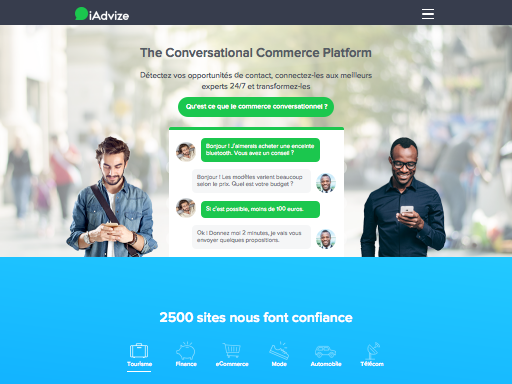 iAdvize
The Conversational Commerce Platform
Détectez vos opportunités de contact, connectez-les aux meilleurs
experts 24/7 et transformez-les
Qu'est ce que le commerce conversationnel ?
Bonjour ! J'aimerais acheter une enceinte
bluetooth. Vous avez un conseil ?
Bonjour ! Les modèles varient beaucoup
selon le prix. Quel est votre budget ?
Si c'est possible, moins de 100 euros.
Ok ! Donnez moi 2 minutes, je vais vous
envoyer quelques propositions.
2500 sites nous font confiance
Tourisme Finance eCommerce Mode Automobile Télécom